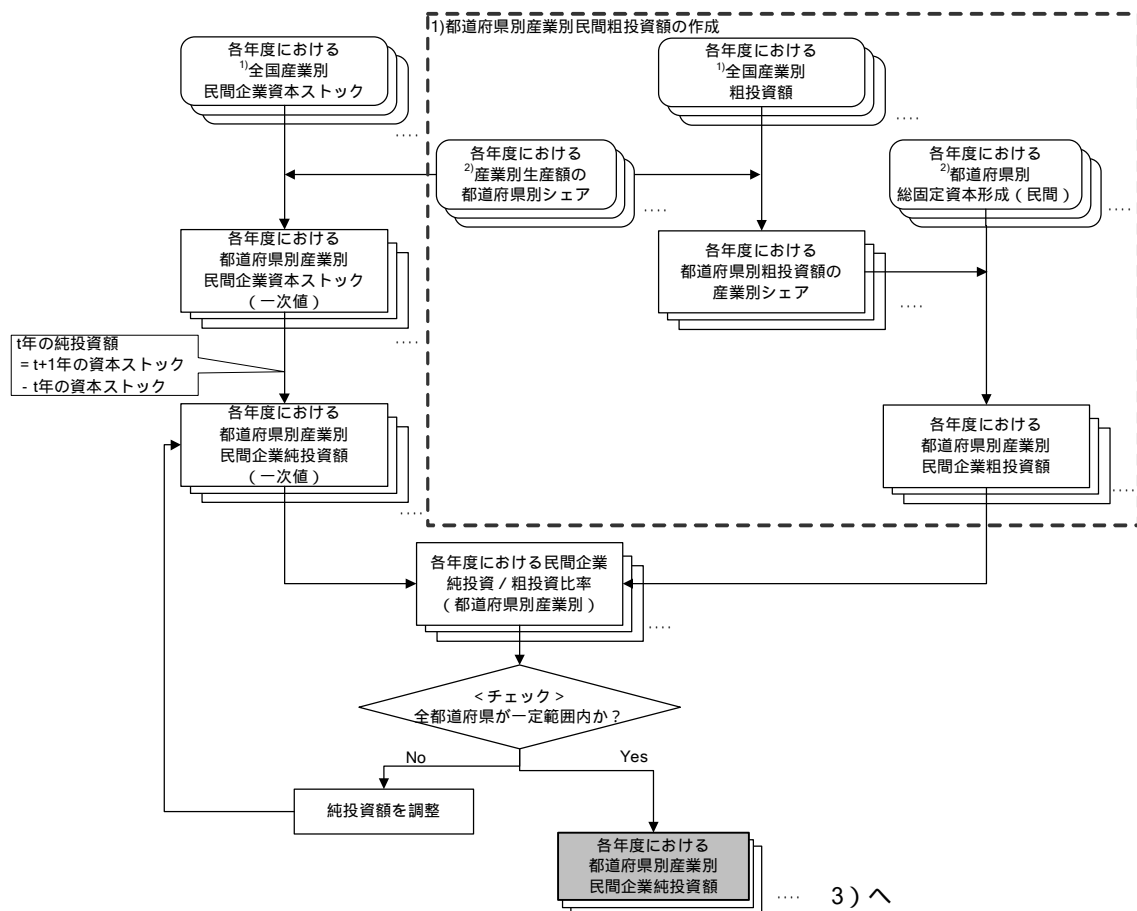 1)都道府県別産業別民間粗投資額の作成
各年度における
1)全国産業別
民間企業資本ストック
....
各年度における
1)全国産業別
粗投資額
....
各年度における
2)産業別生産額の
都道府県別シェア
....
各年度における
2)都道府県別
総固定資本形成(民間)
....
各年度における
都道府県別産業別
民間企業資本ストック
(一次値)
....
各年度における
都道府県別粗投資額の
産業別シェア
....
t年の純投資額
= t+1年の資本ストック
- t年の資本ストック
各年度における
都道府県別産業別
民間企業純投資額
(一次値)
....
各年度における
都道府県別産業別
民間企業粗投資額
....
各年度における民間企業
純投資/粗投資比率
(都道府県別産業別)
....
<チェック>
全都道府県が一定範囲内か?
No
Yes
純投資額を調整
各年度における
都道府県別産業別
民間企業純投資額
....
3)へ